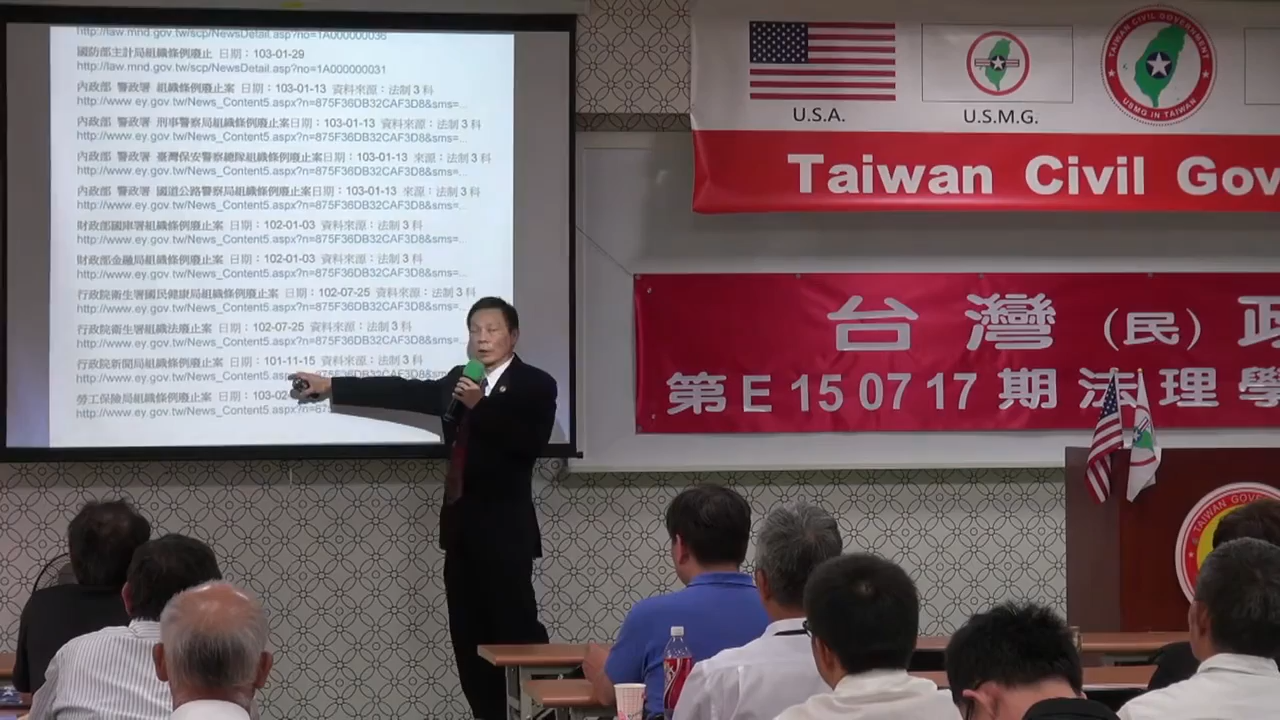 http://law.mnd.gov.tw/scp/NewsDetail.asp?no=1A000000036
國防部主計局組織條例廢止 日期：103-01-29
http://law.mnd.gov.tw/scp/NewsDetail.asp?no=1A000000031
內政部 警政署 組織條例廢止案 日期：103-01-13 資料來源：法制 3 科
http://www.ey.gov.tw/News_Content5.aspx?n=875F36DB32CAF3D8&sms=..
內政部 警政署 刑事警察局組織條例廢止案日期：103-01-13 資料來源：法制 3 科
http://www.ey.gov.tw/News_Content5.aspx?n=875F36DB32CAF3D8&sms=..
內政部 警政署 臺灣保安警察總隊組織條例廢止案日期：103-01-13 來源：法制 3 科
http://www.ey.gov.tw/News_Content5.aspx?n=875F36DB32CAF3D8&sms=..
內政部 警政署 國道公路警察局組織條例廢止案日期：103-01-13 來源：法制 3 科
http://www.ey.gov.tw/News_Content5.aspx?n=875F36DB32CAF3D8&sms=..
財政部國庫署組織條例廢止案 日期：102-01-03 資料來源：法制 3 科
http://www.ey.gov.tw/News_Content5.aspx?n=875F36DB32CAF3D8&sms=..
財政部金融局組織條例廢止案 日期：102-01-03 資料來源：法制 3 科
http://www.ey.gov.tw/News_Content5.aspx?n=875F36DB32CAF3D8&sms=..
行政院衛生署國民健康局組織條例廢止案 日期：102-07-25 資料來源：法制 3 科
http://www.ey.gov.tw/News_Content5.aspx?n=875F36DB32CAF3D8
行政院衛生署組織法廢止案 日期：102-07-25 資料來源：法制 3 科
http://www.ey.gov.tw/News_Content5.aspx?n=875F36DB32CAF3D8
行政院新聞局組織條例廢止案 日期：101-11-15 資料來源：法制 3 科
http://www.ey.gov.tw/News_Content5.as
勞工保險局組織條例廢止案 日期：103-02
http://www.ey.gov.tw/News_Content5
U.S.A.
U.S.M.G.
TAIWAN CIVIL GOVERNMENT
USMG IN TAIWAN
Taiwan Civil Gov
台灣（民）政
第 E 15 07 17 期 法 理 學
TAIWAN GOVER